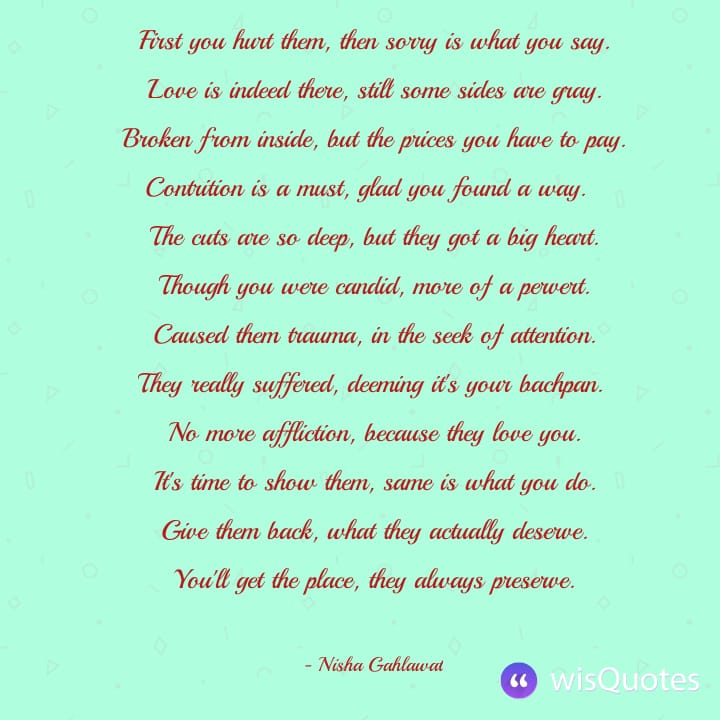 First you hurt them, then sorry is what you say.
Love is indeed there, still some sides are gray.
Broken from inside, but the prices you have to pay.
Contrition is a must, glad you found a way.
The cuts are so deep, but they got a big heart.
Though you were candid, more of a pervert.
Caused them trauma, in the seek of attention.
They really suffered, deeming it's your bachpan.
No more affliction, because they love you.
It's time to show them, same is what you do.
Give them back, what they actually deserve.
You'll get the place, they always preserve.
- Nisha Gahlawat
wisQuotes